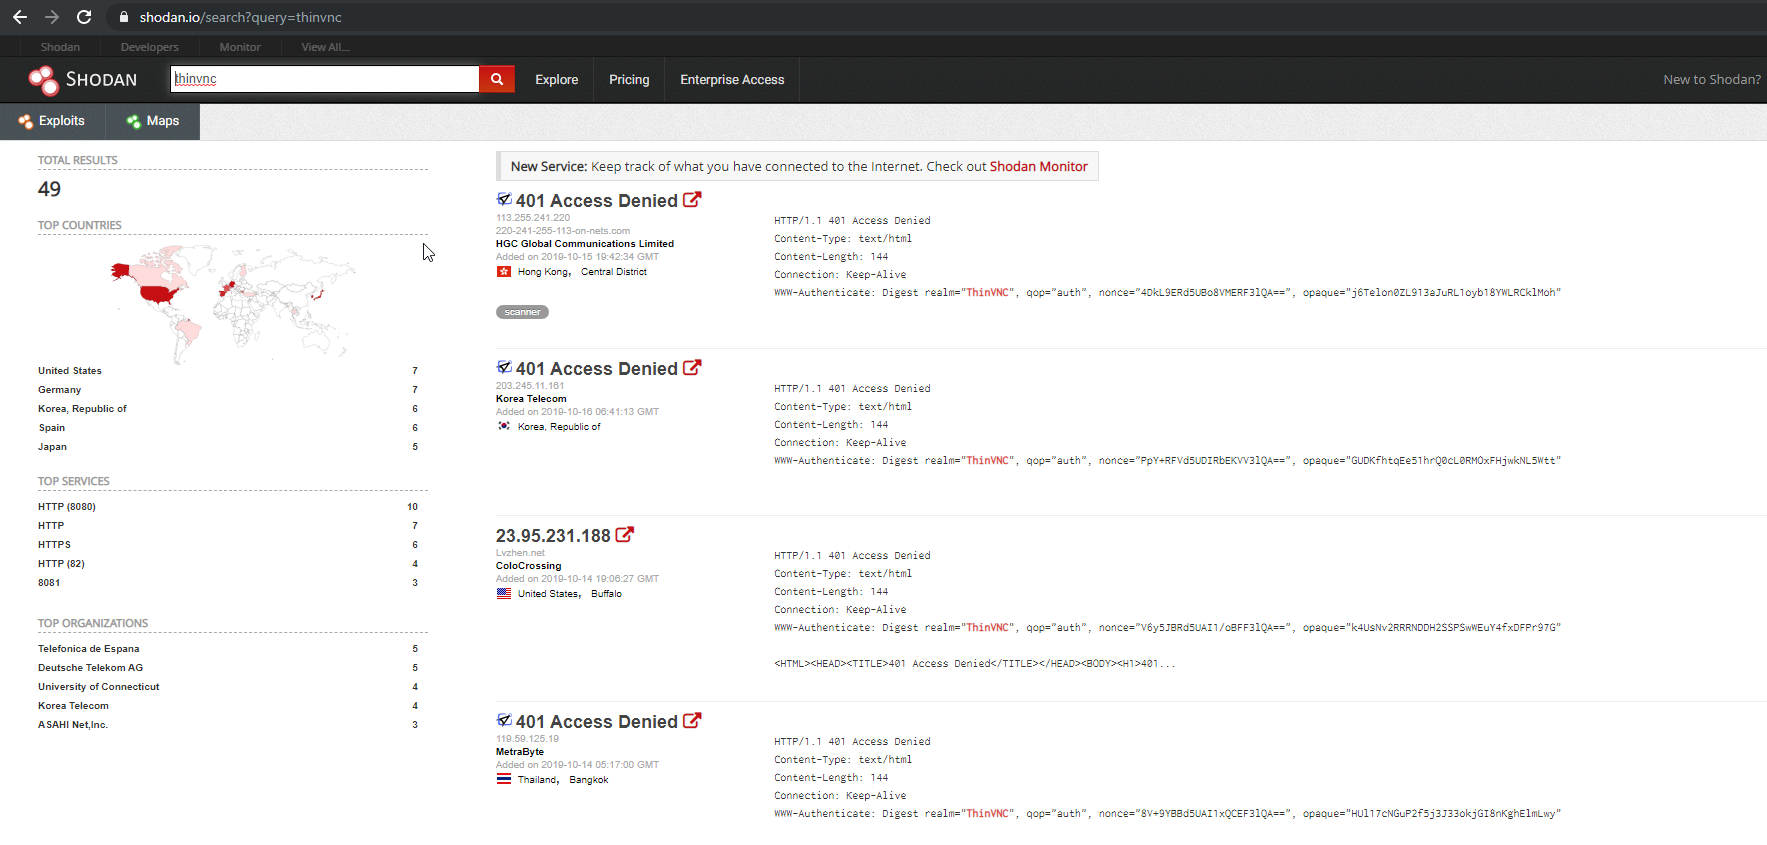 shodan.io/search?query=thinvnc
Shodan Developers Monitor View All...
SHODAN thinvnc Explore Pricing Enterprise Access New to Shodan?
Exploits Maps
TOTAL RESULTS
49
TOP COUNTRIES
United States 7
Germany 7
Korea, Republic of 6
Spain 6
Japan 5
TOP SERVICES
HTTP (8080) 10
HTTP 7
HTTPS 6
HTTP (82) 4
8081 3
TOP ORGANIZATIONS
Telefonica de Espana 5
Deutsche Telekom AG 5
University of Connecticut 4
Korea Telecom 4
ASAHI Net,Inc. 3
New Service: Keep track of what you have connected to the Internet. Check out Shodan Monitor
401 Access Denied
113.255.241.220
220-241-255-113-on-nets.com
HGC Global Communications Limited
Added on 2019-10-15 19:42:34 GMT
Hong Kong, Central District
scanner
HTTP/1.1 401 Access Denied
Content-Type: text/html
Content-Length: 144
Connection: Keep-Alive
WWW-Authenticate: Digest realm="ThinVNC", qop="auth", nonce="4DkL9ERd5UBo8VMERF3lQA==", opaque="j6Telon0ZL913aJuRL1oyb18YWLRCklMoh"
401 Access Denied
203.245.11.161
Korea Telecom
Added on 2019-10-16 06:41:13 GMT
Korea, Republic of
HTTP/1.1 401 Access Denied
Content-Type: text/html
Content-Length: 144
Connection: Keep-Alive
WWW-Authenticate: Digest realm="ThinVNC", qop="auth", nonce="PpY+RFVd5UDIRbEKVV3lQA==", opaque="GUDKfhtqEe51hrQ0cL0RMOxFHjwkNL5Wtt"
23.95.231.188
Lvzhen.net
ColoCrossing
Added on 2019-10-14 19:06:27 GMT
United States, Buffalo
HTTP/1.1 401 Access Denied
Content-Type: text/html
Content-Length: 144
Connection: Keep-Alive
WWW-Authenticate: Digest realm="ThinVNC", qop="auth", nonce="V6y5JBRd5UAI1/oBFF3lQA==", opaque="k4UsNv2RRRNDDH2SSPSwWEuY4fxDFPr97G"
<HTML><HEAD><TITLE>401 Access Denied</TITLE></HEAD><BODY><H1>401...
401 Access Denied
119.59.125.19
MetraByte
Added on 2019-10-14 05:17:00 GMT
Thailand, Bangkok
HTTP/1.1 401 Access Denied
Content-Type: text/html
Content-Length: 144
Connection: Keep-Alive
WWW-Authenticate: Digest realm="ThinVNC", qop="auth", nonce="8V+9YBBd5UAI1xQCEF3lQA==", opaque="HUl17cNGuP2f5j3J33okjGI8nKghElmLwy"